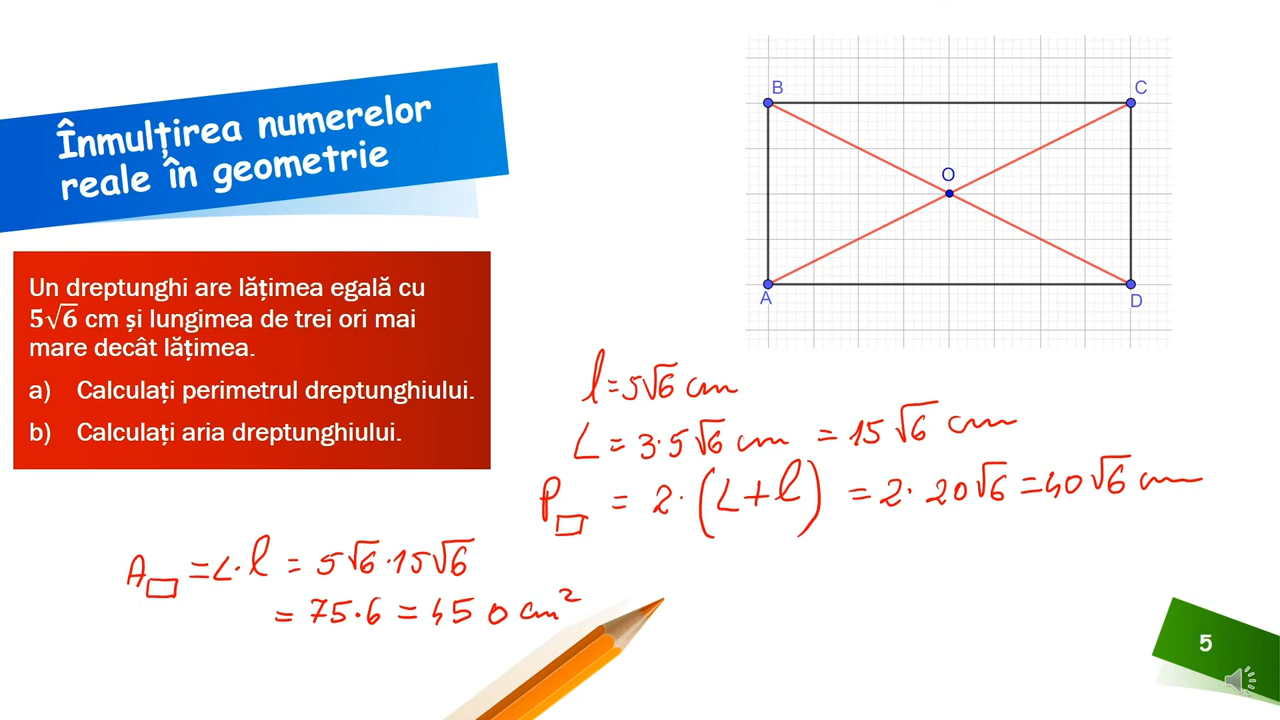 Înmulțirea numerelor
reale în geometrie
Un dreptunghi are lățimea egală cu
5√6 cm și lungimea de trei ori mai
mare decât lățimea.
a) Calculați perimetrul dreptunghiului.
b) Calculați aria dreptunghiului.
B C
O
A D
l = 5√6 cm
L = 3·5√6 cm = 15√6 cm
P▭ = 2·(L+l) = 2·20√6 = 40√6 cm
A▭ = L·l = 5√6·15√6
= 75·6 = 450 cm²
5